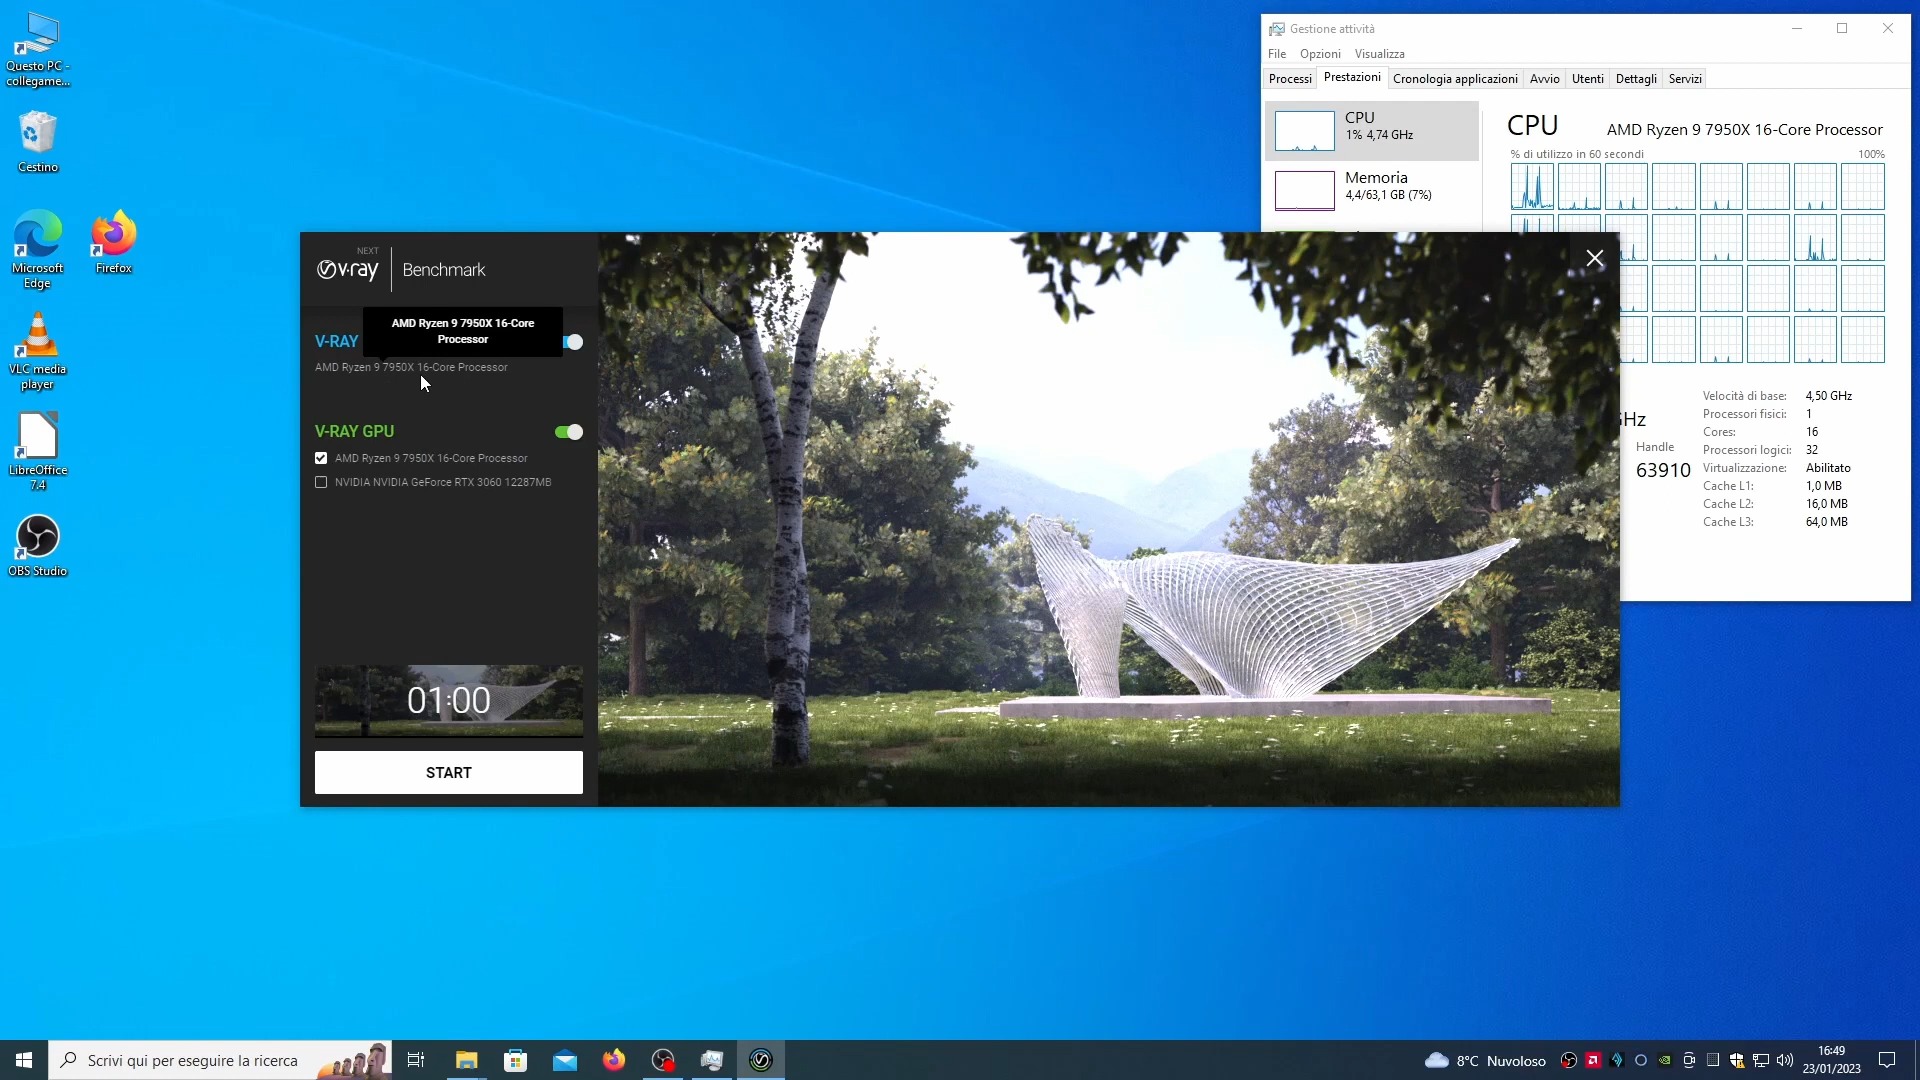 Questo PC -
collegame...
Cestino
Microsoft
Edge
Firefox
VLC media
player
LibreOffice
7.4
OBS Studio
Gestione attività
File Opzioni Visualizza
Processi Prestazioni Cronologia applicazioni Avvio Utenti Dettagli Servizi
CPU
1% 4,74 GHz
Memoria
4,4/63,1 GB (7%)
CPU AMD Ryzen 9 7950X 16-Core Processor
% di utilizzo in 60 secondi 100%
GHz
Handle
63910
Velocità di base: 4,50 GHz
Processori fisici: 1
Cores: 16
Processori logici: 32
Virtualizzazione: Abilitato
Cache L1: 1,0 MB
Cache L2: 16,0 MB
Cache L3: 64,0 MB
NEXT
v·ray Benchmark
AMD Ryzen 9 7950X 16-Core
Processor
V-RAY
AMD Ryzen 9 7950X 16-Core Processor
V-RAY GPU
AMD Ryzen 9 7950X 16-Core Processor
NVIDIA NVIDIA GeForce RTX 3060 12287MB
01:00
START
Scrivi qui per eseguire la ricerca
8°C Nuvoloso
16:49
23/01/2023